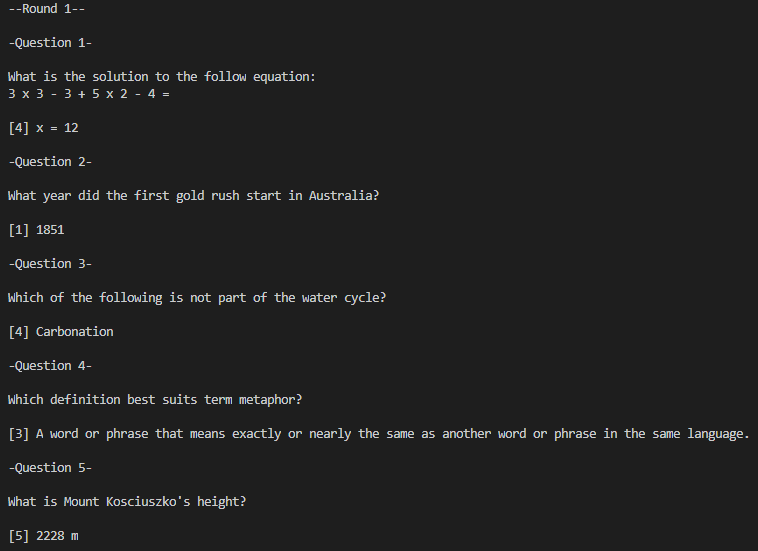 --Round 1--
-Question 1-
What is the solution to the follow equation:
3 x 3 - 3 + 5 x 2 - 4 =
[4] x = 12
-Question 2-
What year did the first gold rush start in Australia?
[1] 1851
-Question 3-
Which of the following is not part of the water cycle?
[4] Carbonation
-Question 4-
Which definition best suits term metaphor?
[3] A word or phrase that means exactly or nearly the same as another word or phrase in the same language.
-Question 5-
What is Mount Kosciuszko's height?
[5] 2228 m